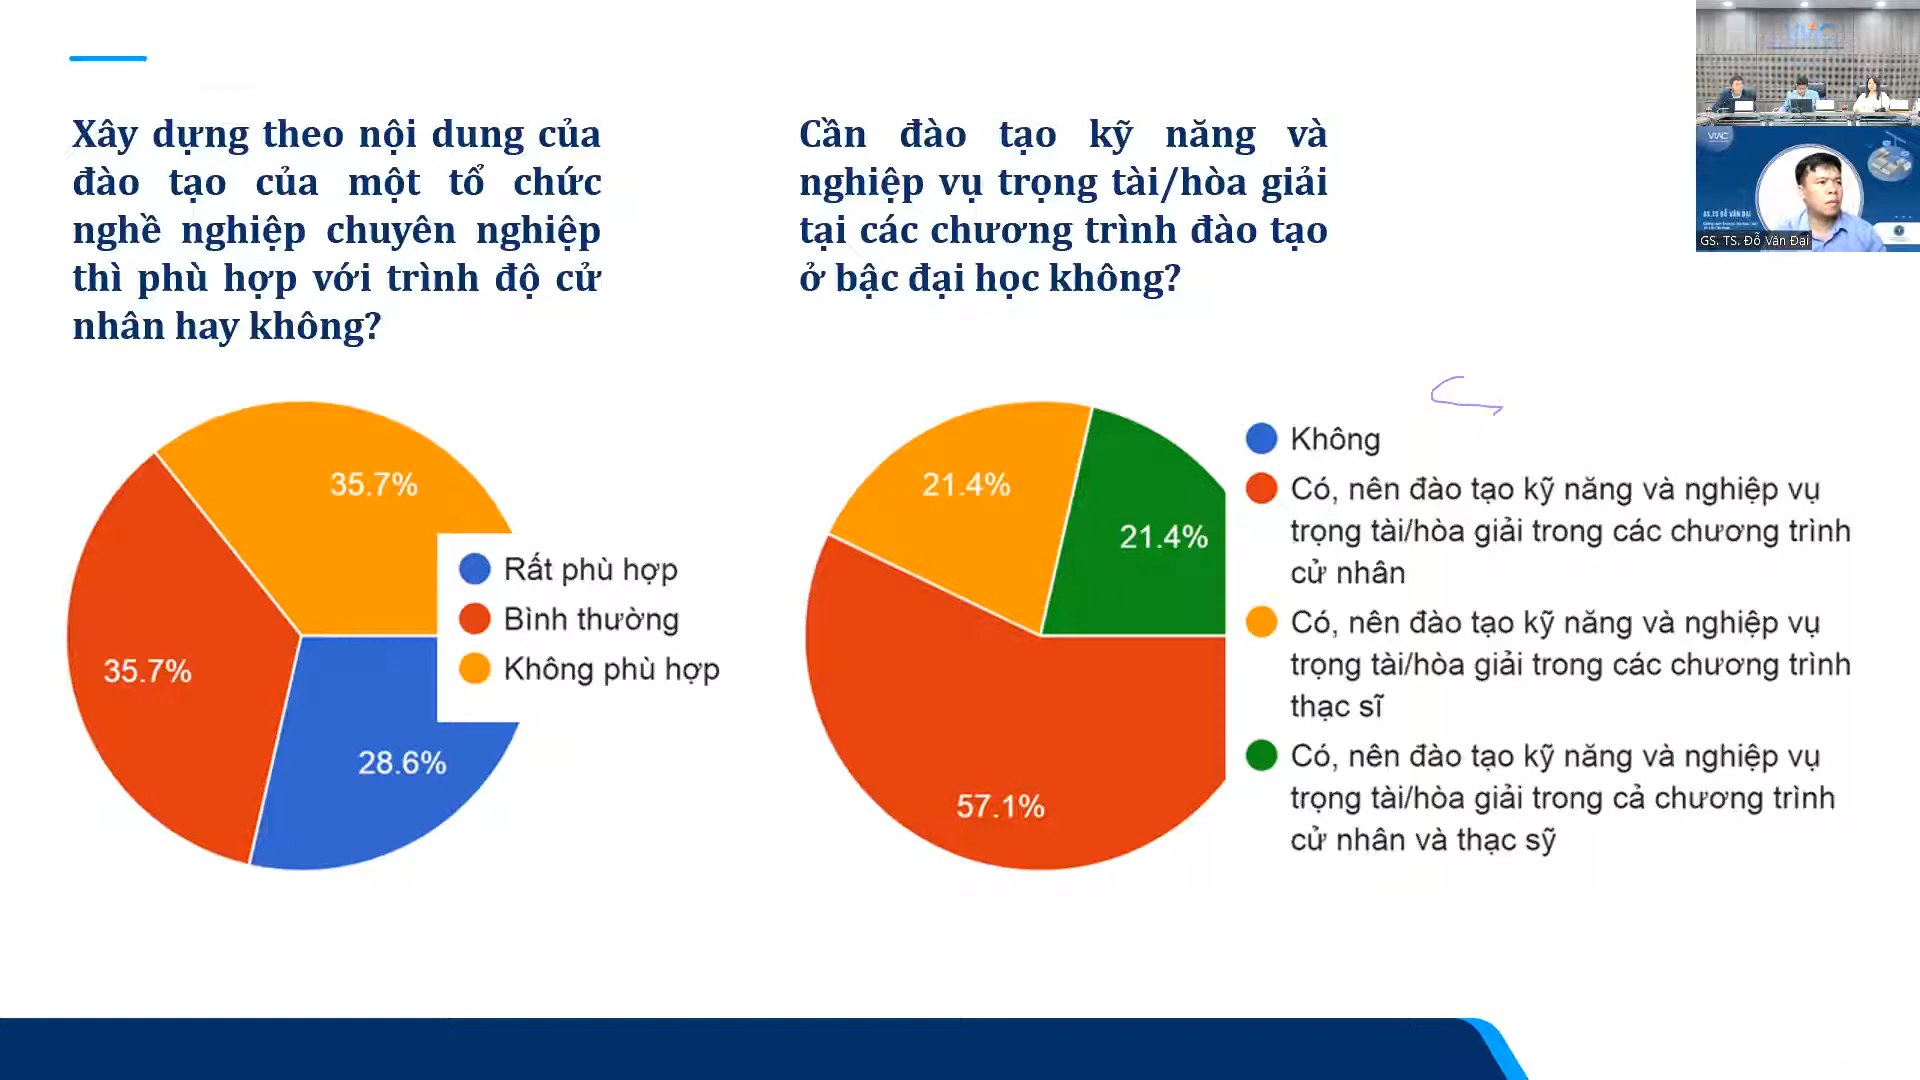 Xây dựng theo nội dung của
đào tạo của một tổ chức
nghề nghiệp chuyên nghiệp
thì phù hợp với trình độ cử
nhân hay không?
Cần đào tạo kỹ năng và
nghiệp vụ trọng tài/hòa giải
tại các chương trình đào tạo
ở bậc đại học không?
35.7%
35.7%
28.6%
Rất phù hợp
Bình thường
Không phù hợp
21.4%
21.4%
57.1%
Không
Có, nên đào tạo kỹ năng và nghiệp vụ
trọng tài/hòa giải trong các chương trình
cử nhân
Có, nên đào tạo kỹ năng và nghiệp vụ
trọng tài/hòa giải trong các chương trình
thạc sĩ
Có, nên đào tạo kỹ năng và nghiệp vụ
trọng tài/hòa giải trong cả chương trình
cử nhân và thạc sỹ
VIAC
VIAC
GS.TS ĐỖ VĂN ĐẠI
GS. TS. Đỗ Văn Đại